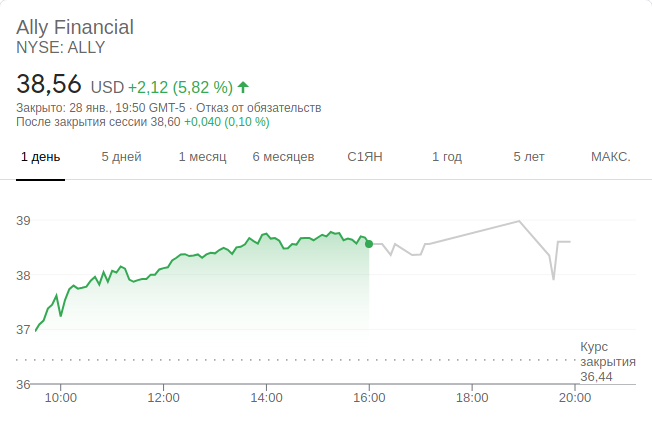 Ally Financial
NYSE: ALLY
38,56 USD +2,12 (5,82 %)
Закрыто: 28 янв., 19:50 GMT-5 · Отказ от обязательств
После закрытия сессии 38,60 +0,040 (0,10 %)
1 день 5 дней 1 месяц 6 месяцев С1ЯН 1 год 5 лет МАКС.
39
38
37
Курс
закрытия
36,44
36
10:00 12:00 14:00 16:00 18:00 20:00